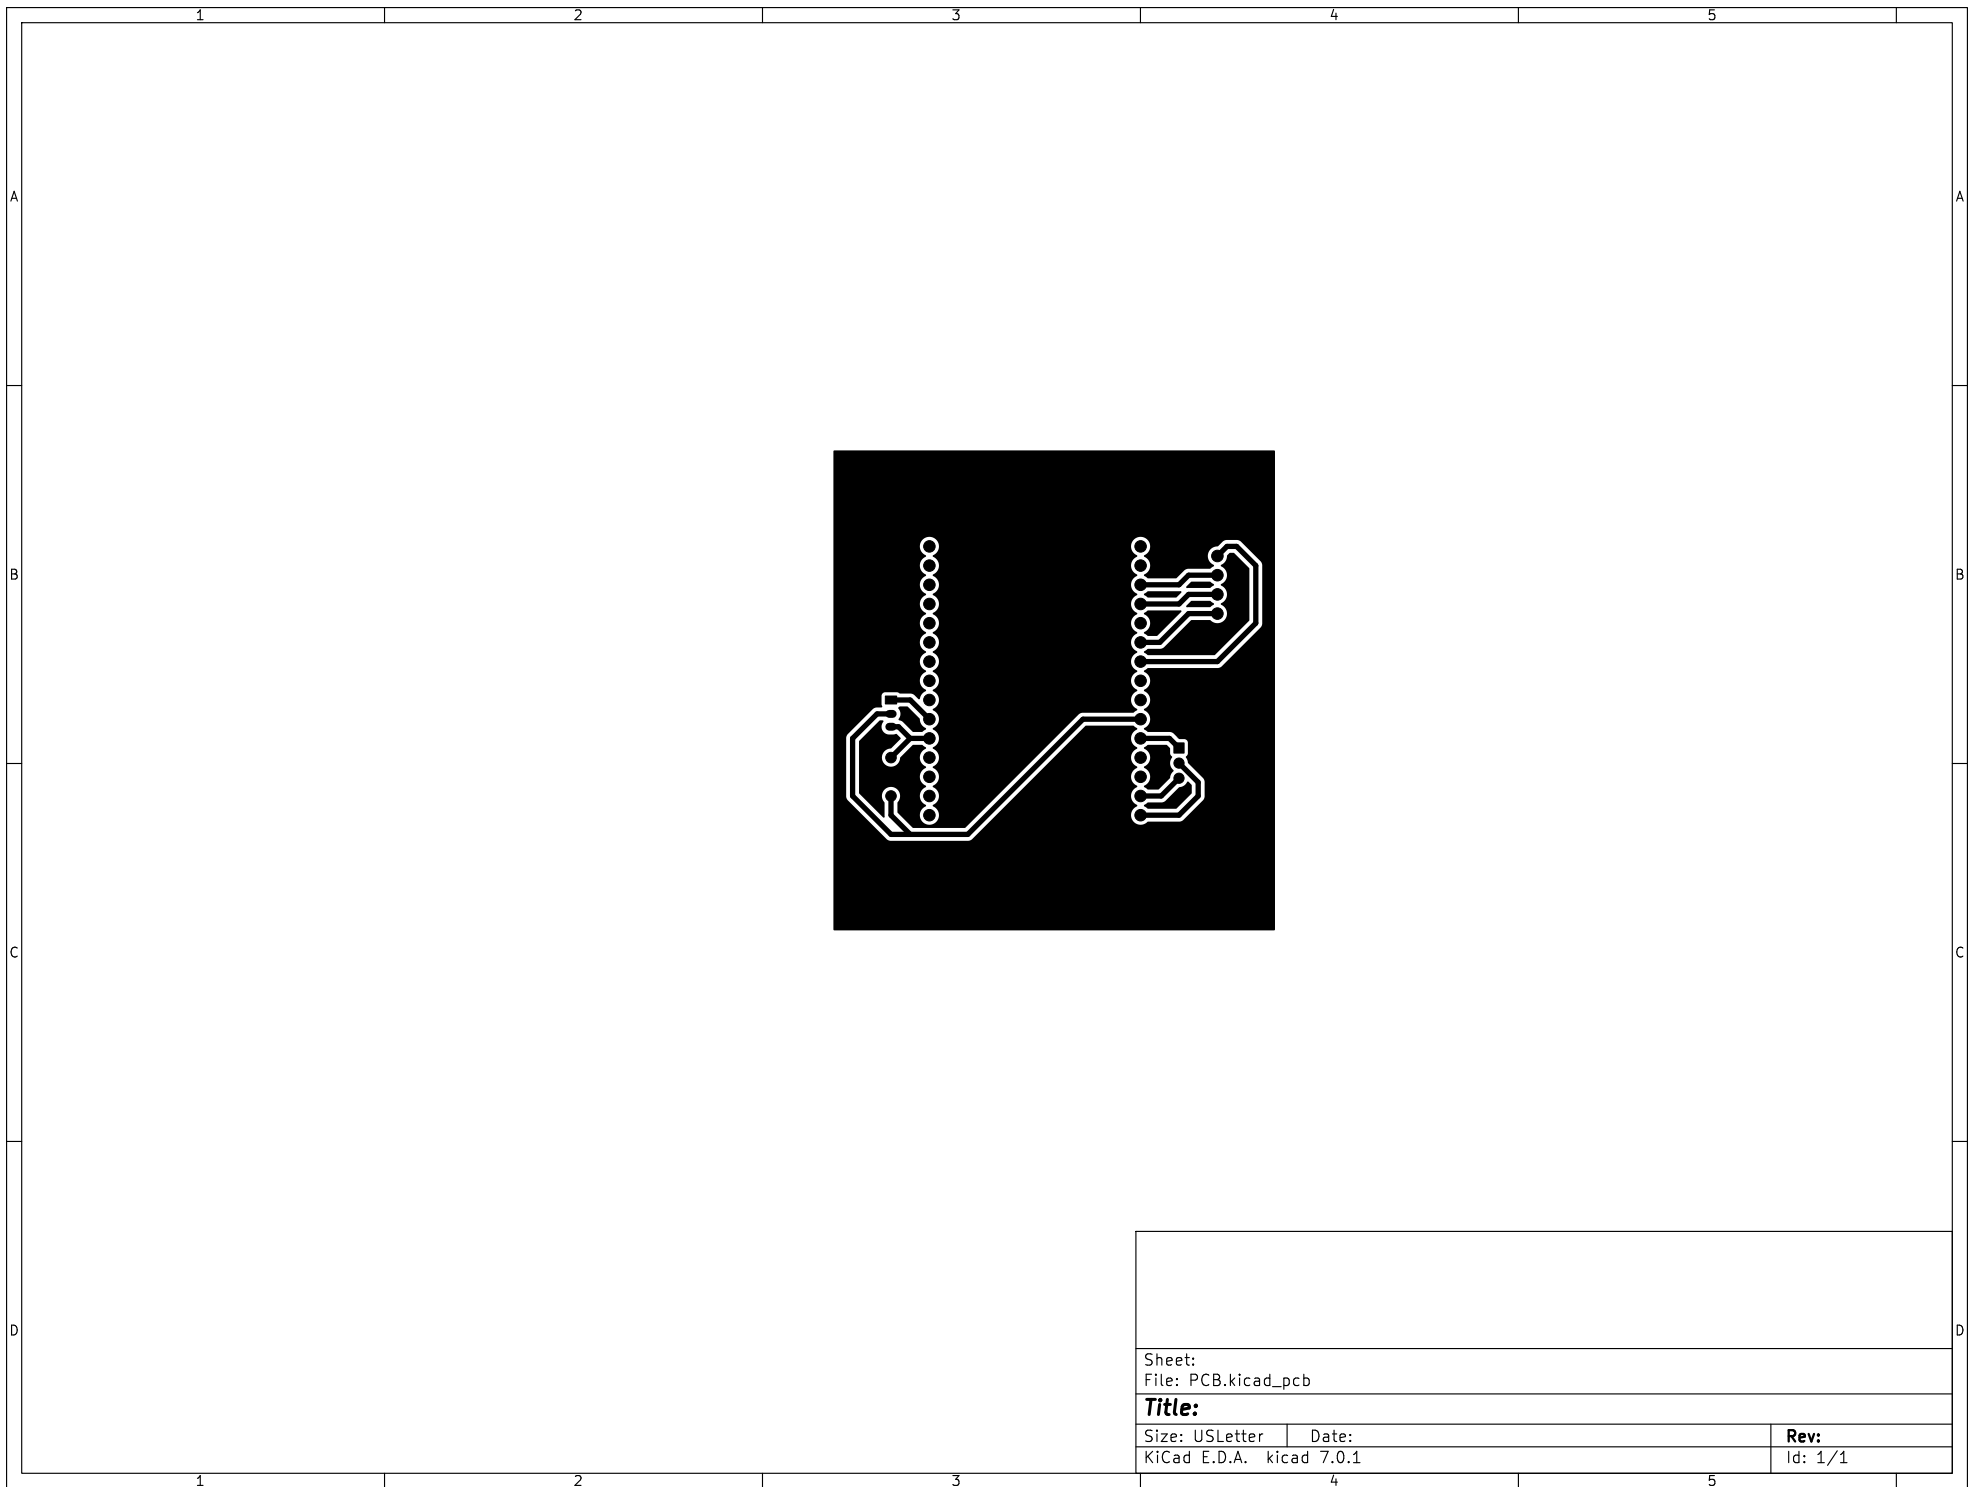 1 2 3 4 5
A A
B B
C C
D D
Sheet:
File: PCB.kicad_pcb
Title:
Size: USLetter Date: Rev:
KiCad E.D.A. kicad 7.0.1 Id: 1/1
1 2 3 4 5